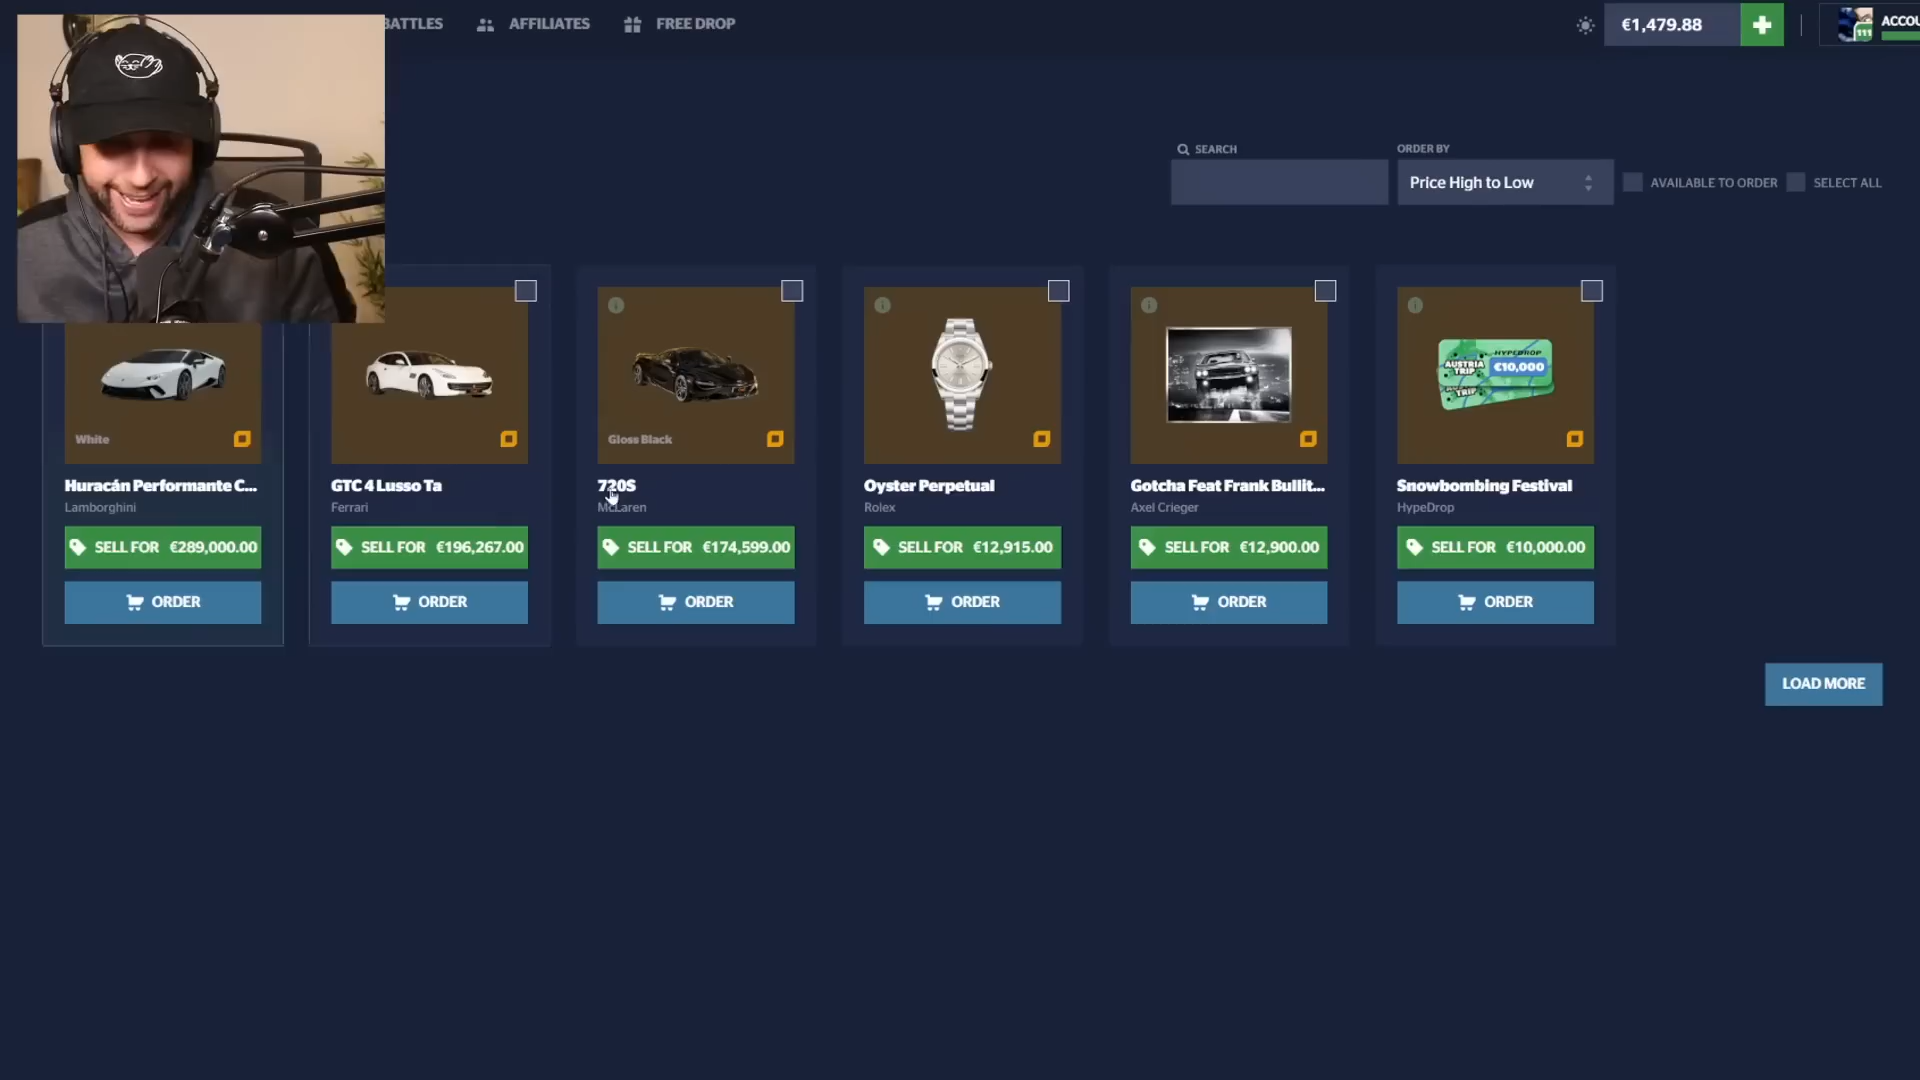 BATTLES
AFFILIATES
FREE DROP
€1,479.88
111
ACCOU
SEARCH
ORDER BY
Price High to Low
AVAILABLE TO ORDER
SELECT ALL
White
Huracán Performante C...
Lamborghini
SELL FOR €289,000.00
ORDER
GTC 4 Lusso Ta
Ferrari
SELL FOR €196,267.00
ORDER
Gloss Black
720S
McLaren
SELL FOR €174,599.00
ORDER
Oyster Perpetual
Rolex
SELL FOR €12,915.00
ORDER
Gotcha Feat Frank Bullit...
Axel Crieger
SELL FOR €12,900.00
ORDER
HYPEDROP
AUSTRIA
TRIP
€10,000
TRIP
Snowbombing Festival
HypeDrop
SELL FOR €10,000.00
ORDER
LOAD MORE